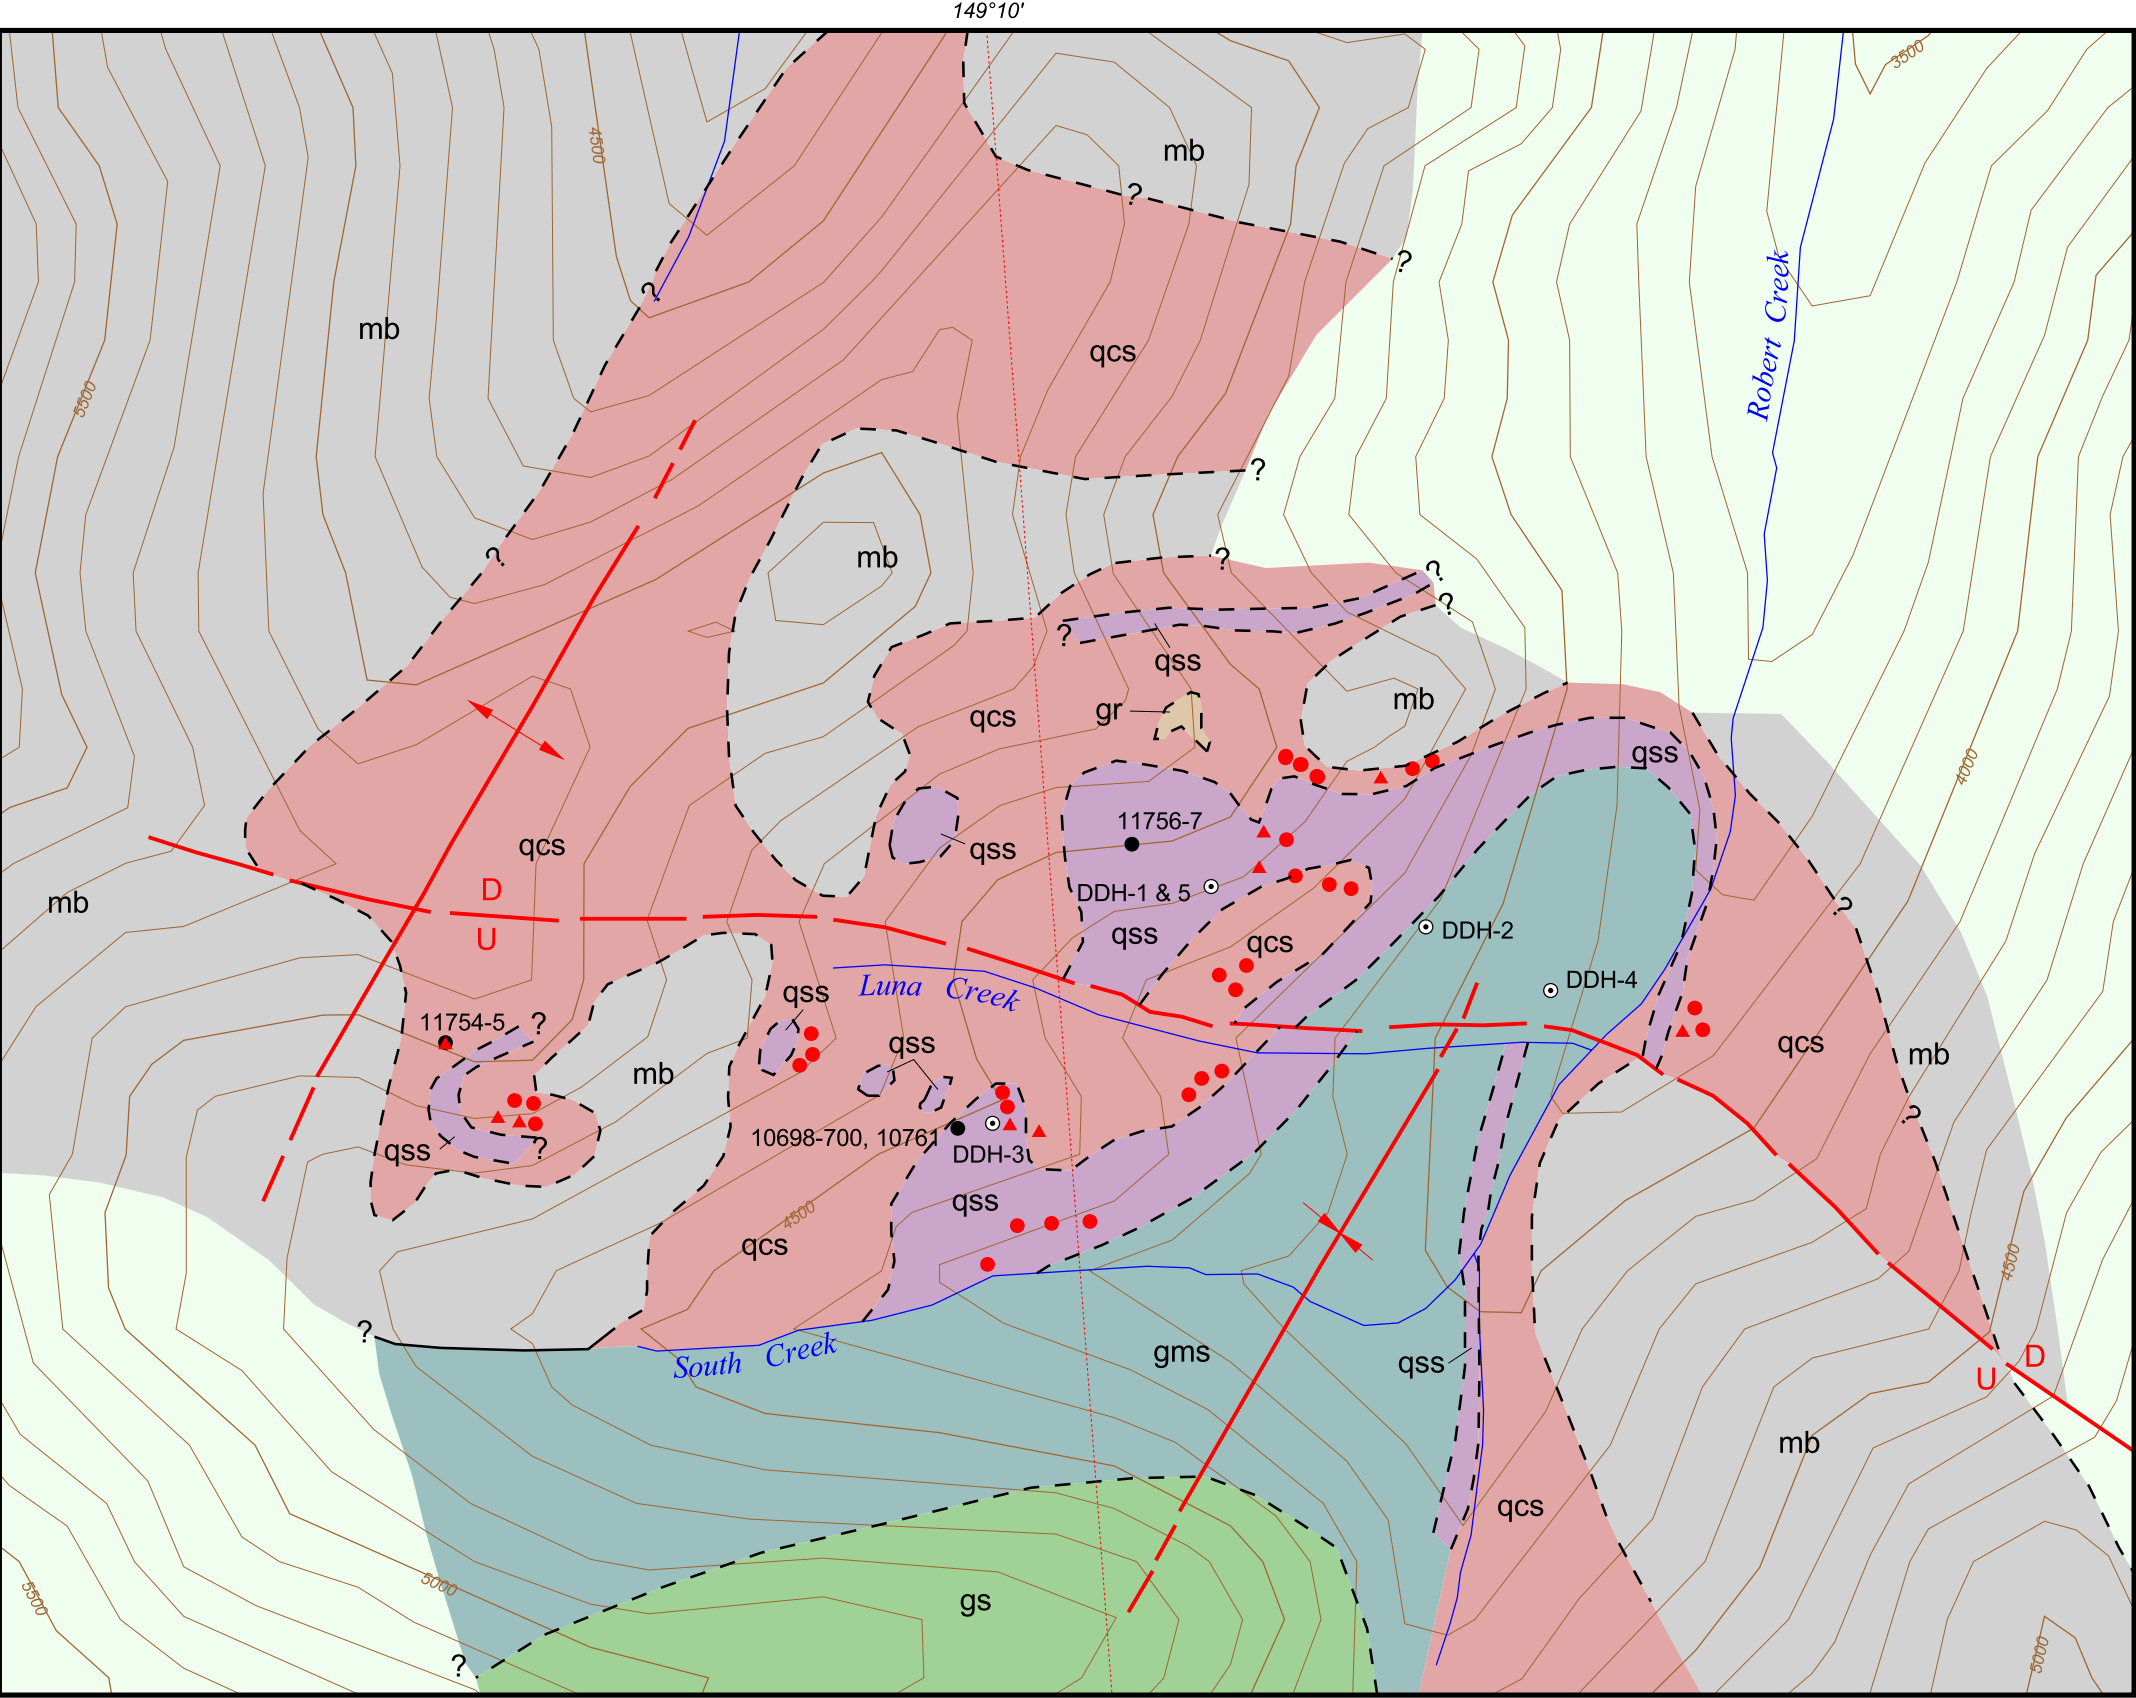 149°10'
3500
4500
mb
?
?
Robert Creek
?
mb
qcs
5500
?
?
mb
?
?
?
?
qss
mb
gr
qcs
qss
4000
11756-7
qcs
qss
D
DDH-1 & 5
mb
?
U
qss
qcs
DDH-2
DDH-4
Luna Creek
qss
11754-5
?
qss
qcs
mb
mb
?
10698-700, 10761
DDH-3
qss
?
qss
4500
qcs
4500
?
South Creek
gms
qss
D
U
mb
qcs
5000
5500
gs
5000
?